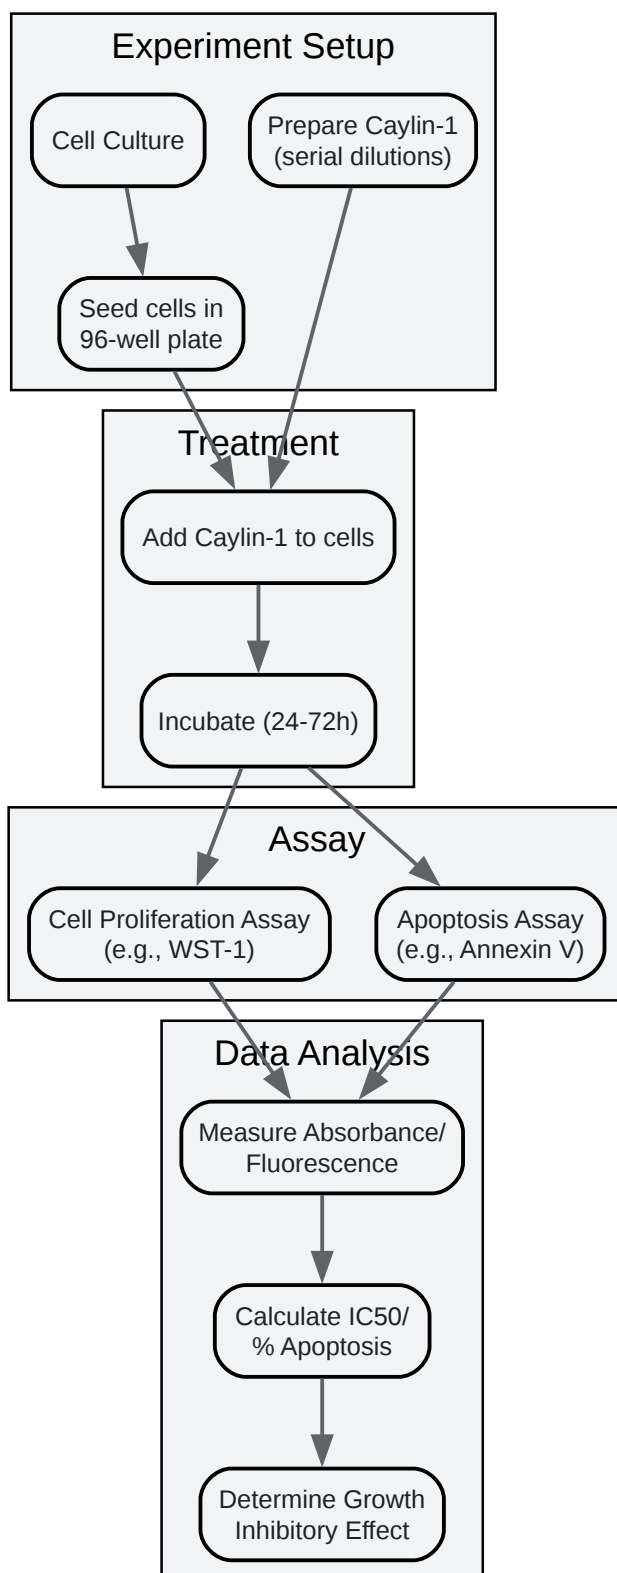 Experiment Setup
Cell Culture
Prepare Caylin-1
(serial dilutions)
Seed cells in
96-well plate
Treatment
Add Caylin-1 to cells
Incubate (24-72h)
Assay
Cell Proliferation Assay
(e.g., WST-1)
Apoptosis Assay
(e.g., Annexin V)
Data Analysis
Measure Absorbance/
Fluorescence
Calculate IC50/
% Apoptosis
Determine Growth
Inhibitory Effect